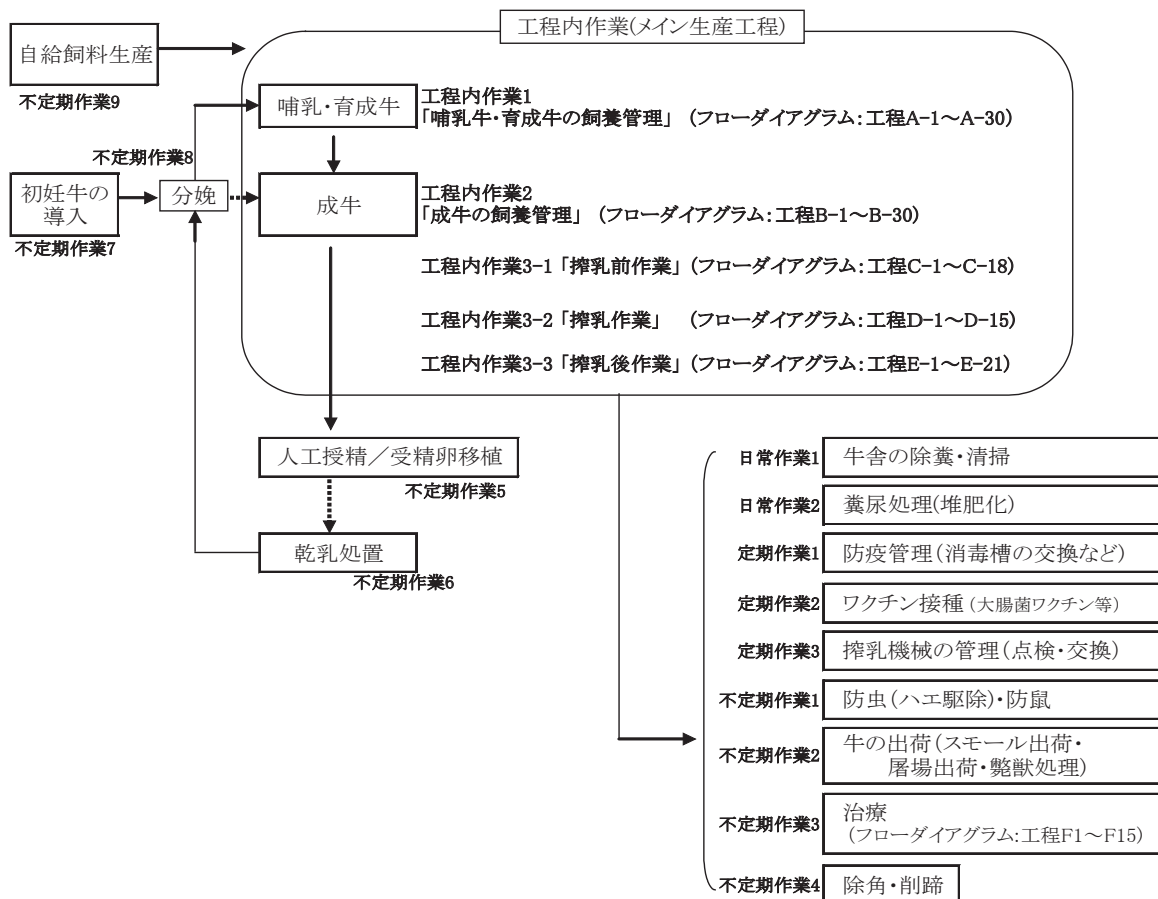 工程内作業(メイン生産工程)
自給飼料生産
不定期作業9
哺乳・育成牛
工程内作業1
「哺乳牛・育成牛の飼養管理」 (フローダイアグラム:工程A-1~A-30)
不定期作業8
初妊牛の
導入
不定期作業7
分娩
成牛
工程内作業2
「成牛の飼養管理」 (フローダイアグラム:工程B-1~B-30)
工程内作業3-1 「搾乳前作業」 (フローダイアグラム:工程C-1~C-18)
工程内作業3-2 「搾乳作業」 (フローダイアグラム:工程D-1~D-15)
工程内作業3-3 「搾乳後作業」 (フローダイアグラム:工程E-1~E-21)
人工授精/受精卵移植
不定期作業5
乾乳処置
不定期作業6
日常作業1 牛舎の除糞・清掃
日常作業2 糞尿処理(堆肥化)
定期作業1 防疫管理(消毒槽の交換など)
定期作業2 ワクチン接種 (大腸菌ワクチン等)
定期作業3 搾乳機械の管理(点検・交換)
不定期作業1 防虫(ハエ駆除)・防鼠
不定期作業2 牛の出荷(スモール出荷・
屠場出荷・斃獣処理)
不定期作業3 治療
(フローダイアグラム:工程F1~F15)
不定期作業4 除角・削蹄